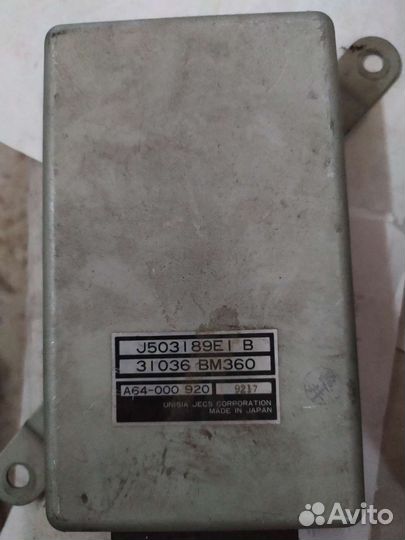 J503189E1 B
31036 BM360
A64-000 920 9217
UNISIA JECS CORPORATION
MADE IN JAPAN
Avito